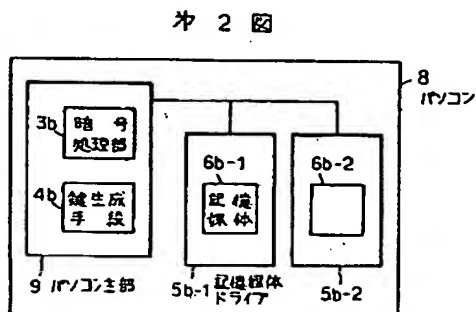 第 2 図
8
パソコン
3b
暗号
処理部
4b
鍵生成
手段
9 パソコン主部
6b-1
記憶
媒体
5b-1 記憶媒体
ドライブ
6b-2
5b-2